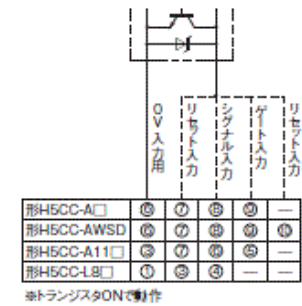 0V入力用
リセット入力
シグナル入力
ゲート入力
リセット入力
形H5CC-A□ ⑥ ⑦ ⑧ ⑨ —
形H5CC-AWSD ⑥ ⑦ ⑧ ⑨ ⑩
形H5CC-A11□ ③ ⑦ ⑥ ⑤ —
形H5CC-L8□ ① ③ ④ — —
※トランジスタONで動作